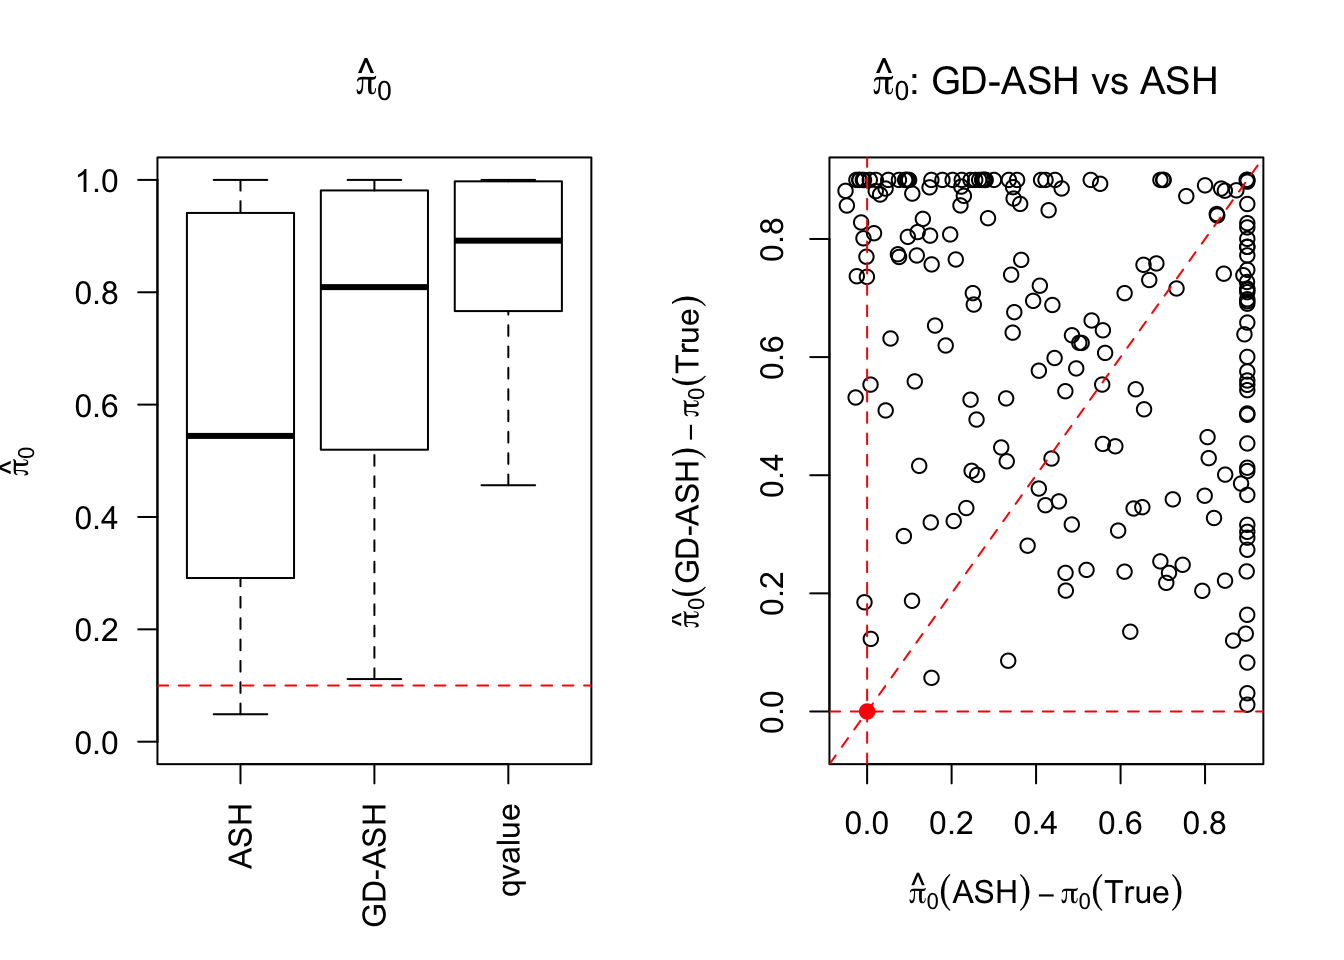 π̂₀
π̂₀
1.0
0.8
0.6
0.4
0.2
0.0
ASH
GD-ASH
qvalue
π̂₀: GD-ASH vs ASH
π̂₀(GD-ASH) − π₀(True)
0.8
0.6
0.4
0.2
0.0
0.0 0.2 0.4 0.6 0.8
π̂₀(ASH) − π₀(True)